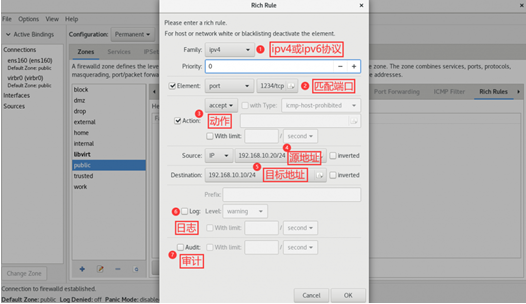 Rich Rule
File Options View Help
Active Bindings
Connections
ens160 (ens160)
Default Zone: public
virbr0 (virbr0)
Default Zone: public
Interfaces
Sources
Change Zone
Configuration: Permanent
Zones Services IPSets
A firewalld zone defines the level
The zone combines services, ports, protocols,
masquerading, port/packet forward
addresses.
block
dmz
drop
external
home
internal
libvirt
public
trusted
work
Port Forwarding ICMP Filter Rich Rules
Please enter a rich rule.
For host or network white or blacklisting deactivate the element.
Family: ipv4 1 ipv4或ipv6协议
Priority: 0 − +
Element: port 1234/tcp 2 匹配端口
accept with Type: icmp-host-prohibited
3
Action: 动作
With limit: / second
4
Source: IP 192.168.10.20/24 源地址 inverted
5
Destination: 192.168.10.10/24 目标地址 inverted
Prefix:
6 Log: Level: warning
日志 With limit: / second
Audit: With limit: / second
7 审计
Cancel OK
Connection to firewalld established.
Default Zone: public Log Denied: off Panic Mode: disabled